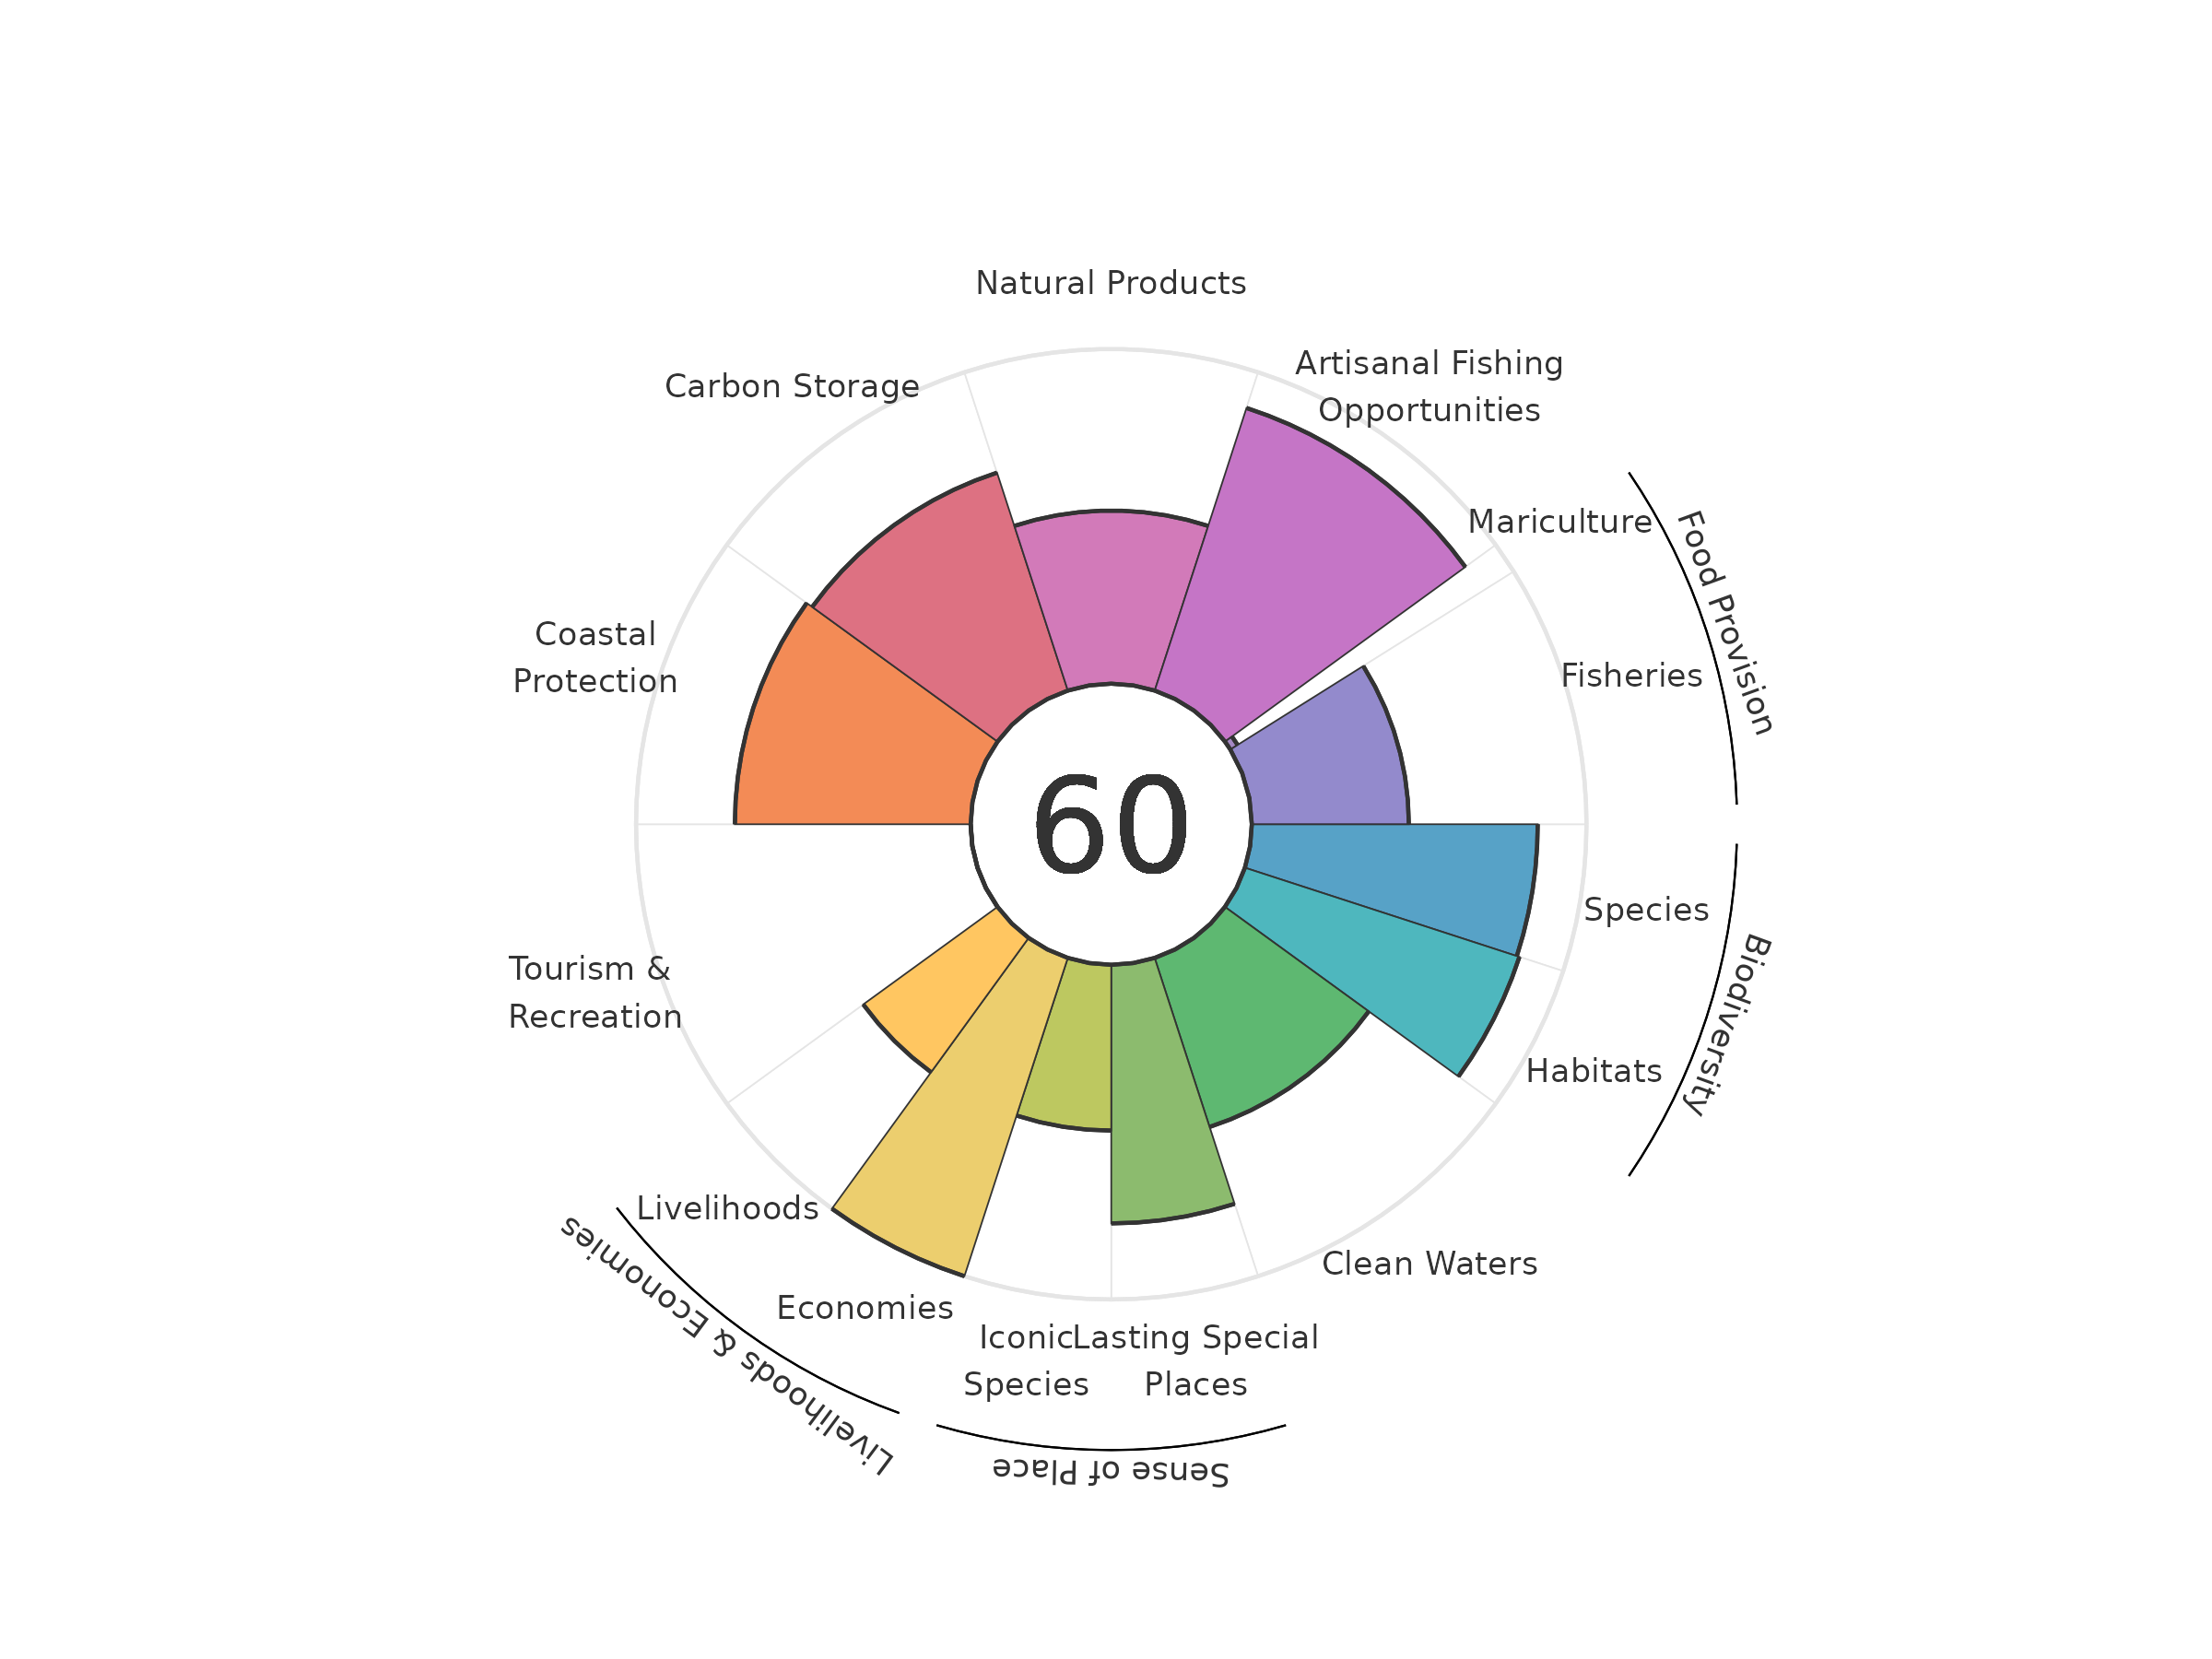 Natural Products
Artisanal Fishing
Opportunities
Carbon Storage
Mariculture
Food Provision
Coastal
Protection
Fisheries
60
Species
Biodiversity
Tourism &
Recreation
Habitats
Livelihoods
Livelihoods & Economies
Clean Waters
Economies
Iconic
Species
Lasting Special
Places
Sense of Place